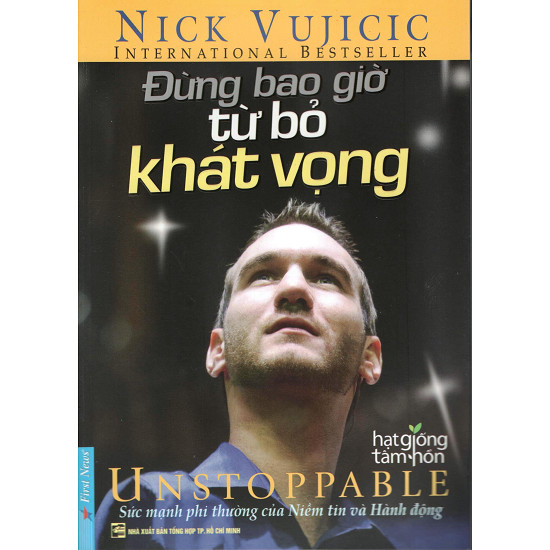 NICK VUJICIC
INTERNATIONAL BESTSELLER
Đừng bao giờ
từ bỏ
khát vọng
hạt giống
tâm hồn
UNSTOPPABLE
Sức mạnh phi thường của Niềm tin và Hành động
First News
NHÀ XUẤT BẢN TỔNG HỢP TP. HỒ CHÍ MINH